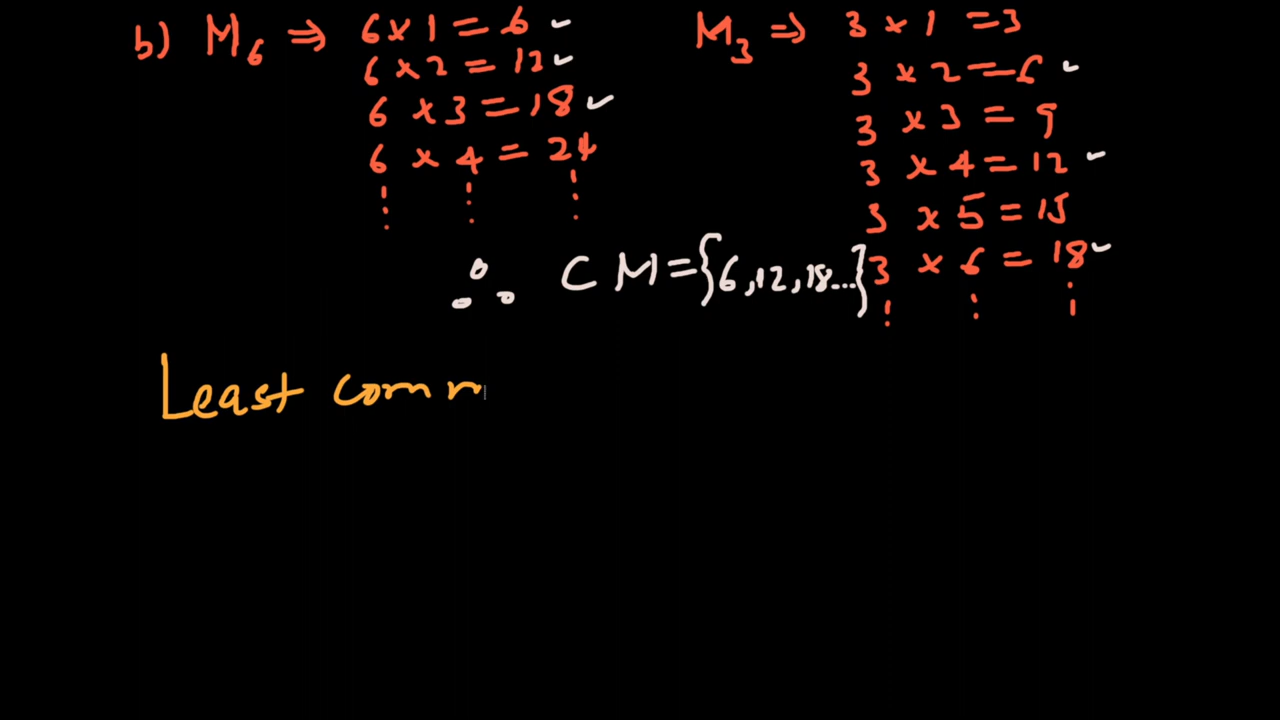 b) M₆ ⇒ 6 × 1 = 6 ✓
6 × 2 = 12 ✓
6 × 3 = 18 ✓
6 × 4 = 24
⋮ ⋮ ⋮
M₃ ⇒ 3 × 1 = 3
3 × 2 = 6 ✓
3 × 3 = 9
3 × 4 = 12 ✓
3 × 5 = 15
3 × 6 = 18 ✓
⋮ ⋮ ⋮
∴ CM = {6, 12, 18...}
Least comm